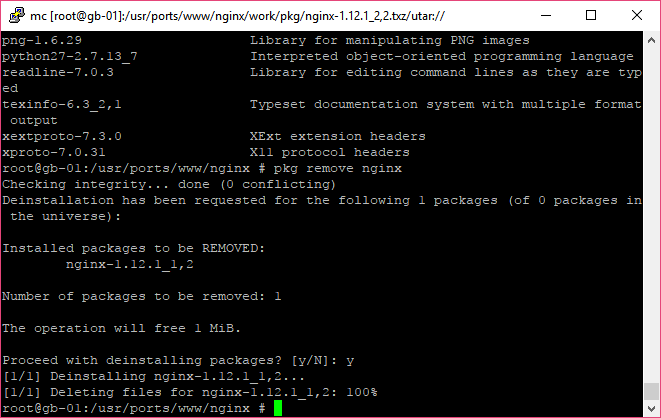 mc [root@gb-01]:/usr/ports/www/nginx/work/pkg/nginx-1.12.1_2,2.txz/utar://
png-1.6.29                     Library for manipulating PNG images
python27-2.7.13_7              Interpreted object-oriented programming language
readline-7.0.3                 Library for editing command lines as they are typ
ed
texinfo-6.3_2,1                Typeset documentation system with multiple format
 output
xextproto-7.3.0                XExt extension headers
xproto-7.0.31                  X11 protocol headers
root@gb-01:/usr/ports/www/nginx # pkg remove nginx
Checking integrity... done (0 conflicting)
Deinstallation has been requested for the following 1 packages (of 0 packages in
 the universe):
Installed packages to be REMOVED:
        nginx-1.12.1_1,2
Number of packages to be removed: 1
The operation will free 1 MiB.
Proceed with deinstalling packages? [y/N]: y
[1/1] Deinstalling nginx-1.12.1_1,2...
[1/1] Deleting files for nginx-1.12.1_1,2: 100%
root@gb-01:/usr/ports/www/nginx #